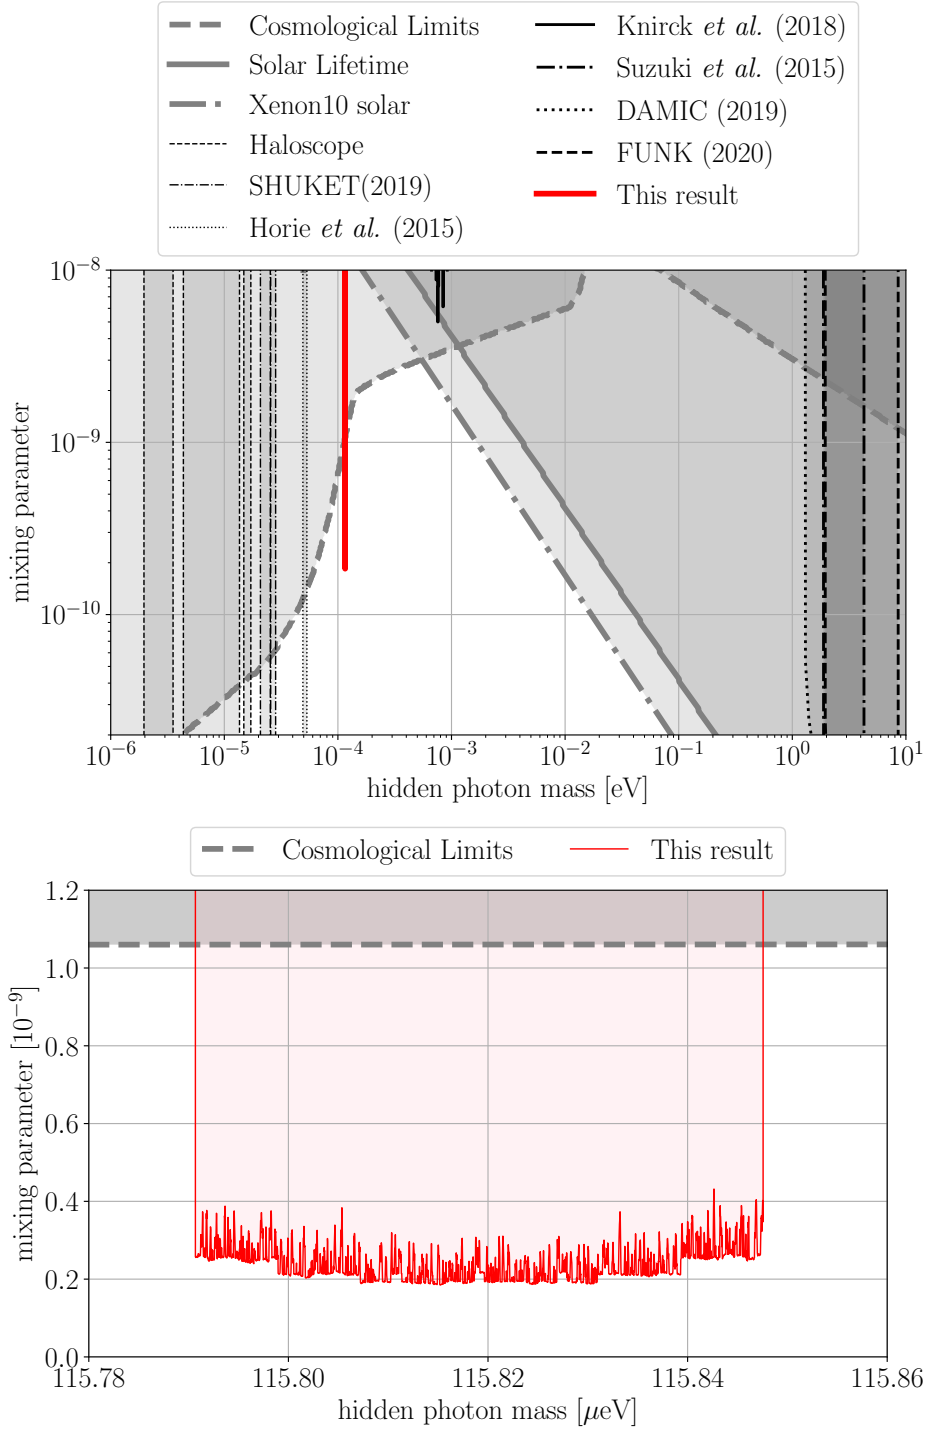 Cosmological Limits
Solar Lifetime
Xenon10 solar
Haloscope
SHUKET(2019)
Horie et al. (2015)
Knirck et al. (2018)
Suzuki et al. (2015)
DAMIC (2019)
FUNK (2020)
This result
10⁻⁸
10⁻⁹
10⁻¹⁰
mixing parameter
10⁻⁶ 10⁻⁵ 10⁻⁴ 10⁻³ 10⁻² 10⁻¹ 10⁰ 10¹
hidden photon mass [eV]
Cosmological Limits This result
1.2
1.0
0.8
0.6
0.4
0.2
0.0
mixing parameter [10⁻⁹]
115.78 115.80 115.82 115.84 115.86
hidden photon mass [μeV]